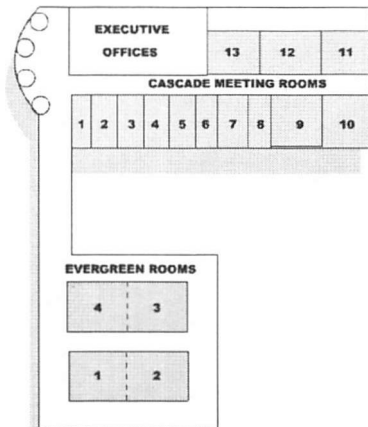 EXECUTIVE
OFFICES
13 12 11
CASCADE MEETING ROOMS
1 2 3 4 5 6 7 8 9 10
EVERGREEN ROOMS
4 3
1 2